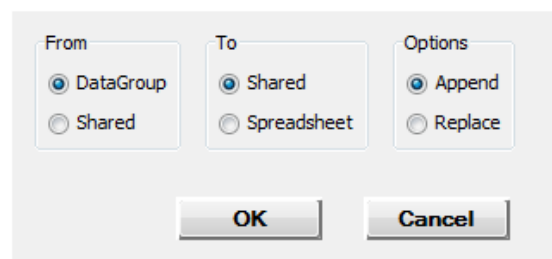 From To Options
DataGroup Shared Append
Shared Spreadsheet Replace
OK Cancel